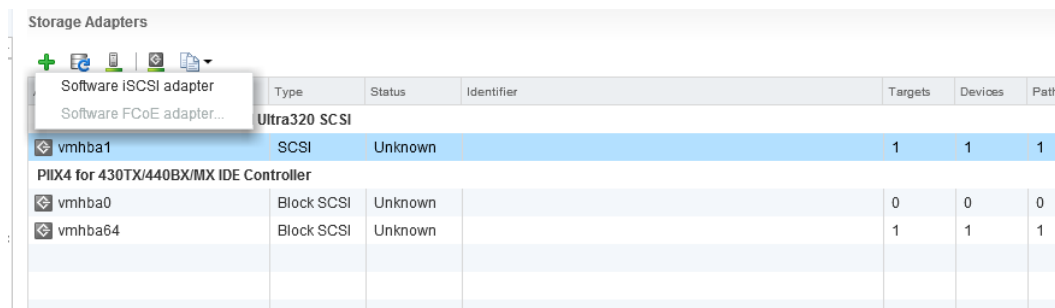 Storage Adapters
Software iSCSI adapter
Software FCoE adapter...
Type Status Identifier Targets Devices
Ultra320 SCSI
vmhba1 SCSI Unknown 1 1 1
PIIX4 for 430TX/440BX/MX IDE Controller
vmhba0 Block SCSI Unknown 0 0 0
vmhba64 Block SCSI Unknown 1 1 1